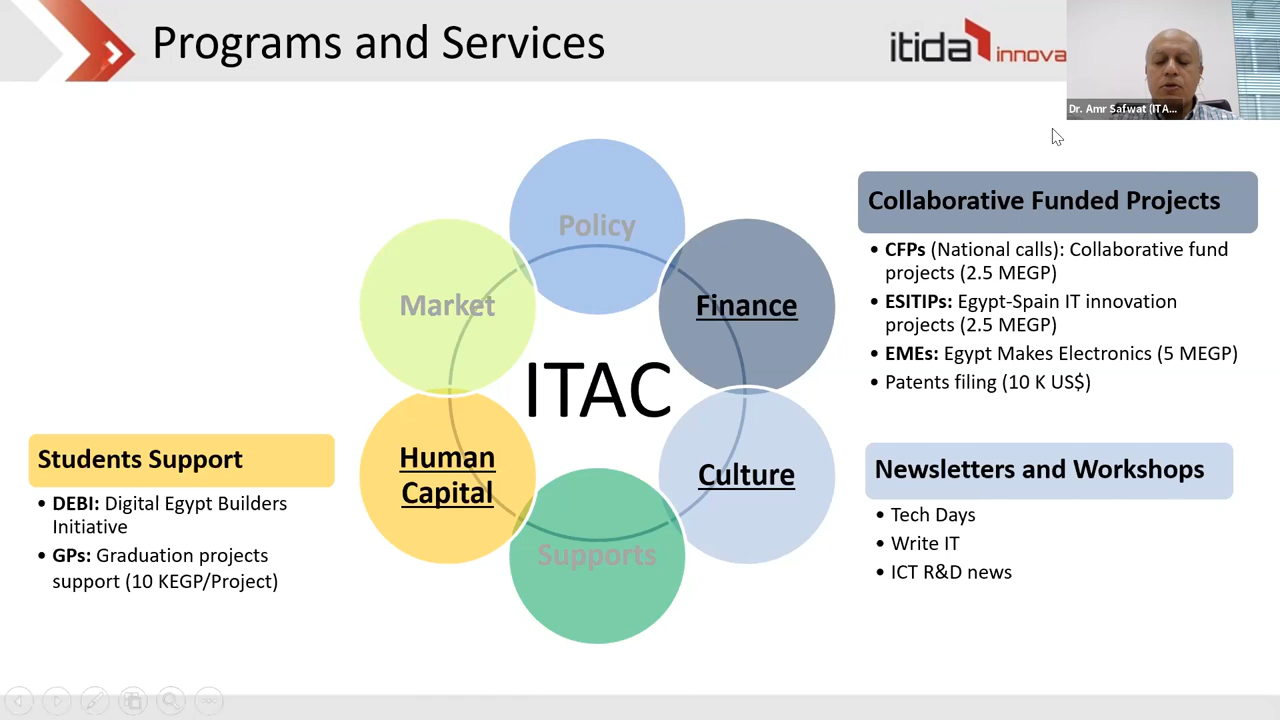 Programs and Services
itida innova
Dr. Amr Safwat (ITA...
Policy
Market
Finance
ITAC
Human
Capital
Culture
Supports
Collaborative Funded Projects
• CFPs (National calls): Collaborative fund
projects (2.5 MEGP)
• ESITIPs: Egypt-Spain IT innovation
projects (2.5 MEGP)
• EMEs: Egypt Makes Electronics (5 MEGP)
• Patents filing (10 K US$)
Students Support
• DEBI: Digital Egypt Builders
Initiative
• GPs: Graduation projects
support (10 KEGP/Project)
Newsletters and Workshops
• Tech Days
• Write IT
• ICT R&D news